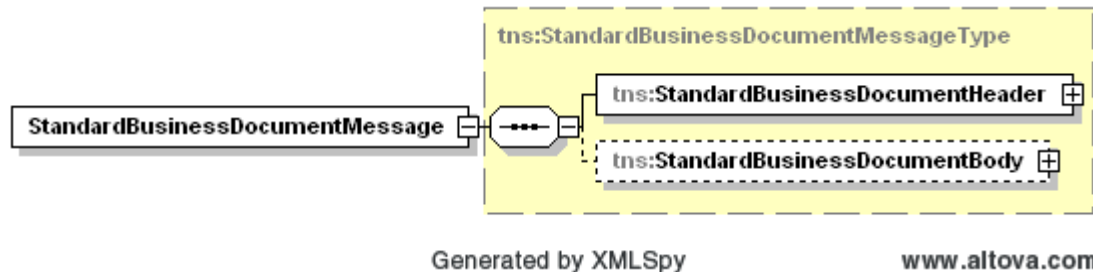 tns:StandardBusinessDocumentMessageType
tns:StandardBusinessDocumentHeader
StandardBusinessDocumentMessage
tns:StandardBusinessDocumentBody
Generated by XMLSpy
www.altova.com